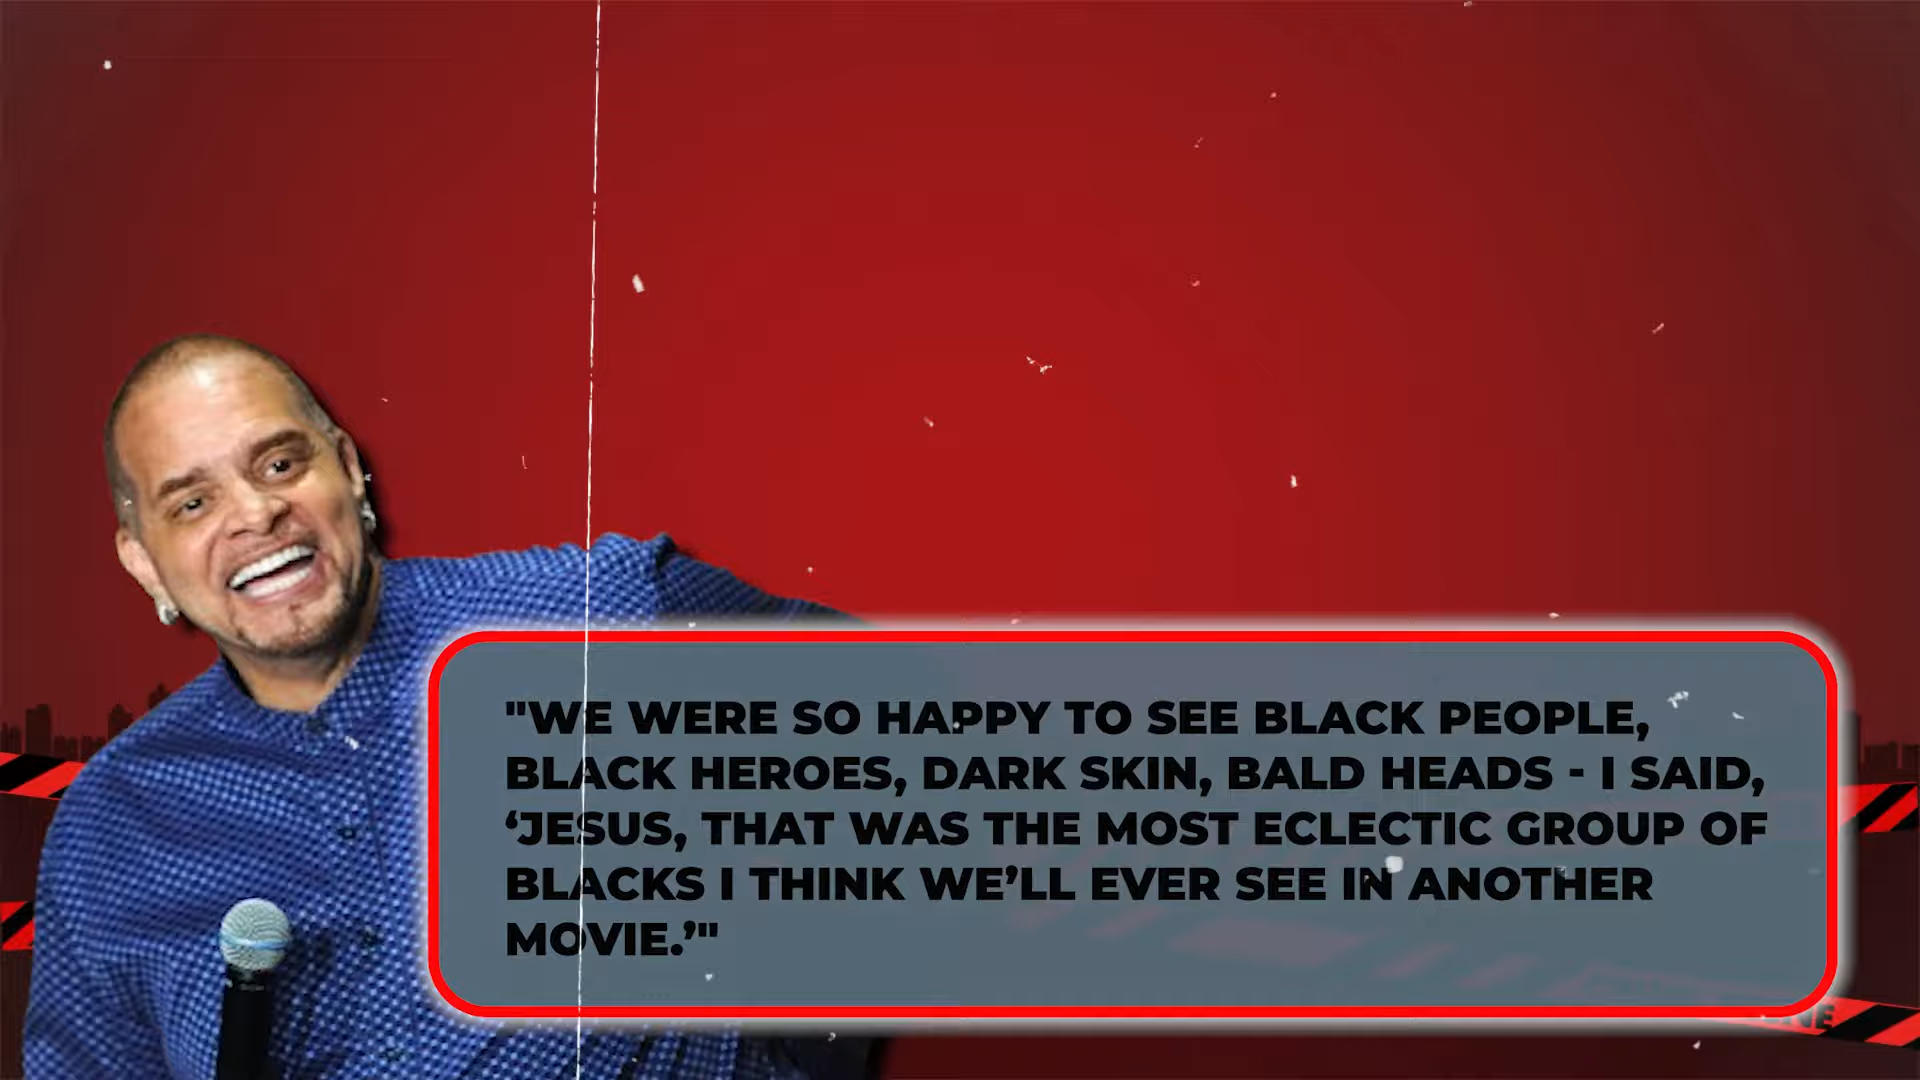 "WE WERE SO HAPPY TO SEE BLACK PEOPLE,
BLACK HEROES, DARK SKIN, BALD HEADS - I SAID,
‘JESUS, THAT WAS THE MOST ECLECTIC GROUP OF
BLACKS I THINK WE’LL EVER SEE IN ANOTHER
MOVIE.’"